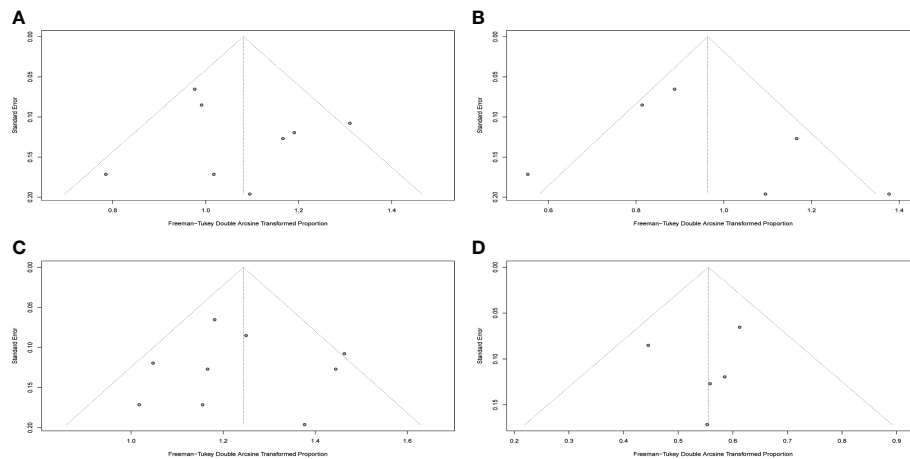 A
0.00
0.05
0.10
0.15
0.20
Standard Error
0.8 1.0 1.2 1.4
Freeman−Tukey Double Arcsine Transformed Proportion
B
0.00
0.05
0.10
0.15
0.20
Standard Error
0.6 0.8 1.0 1.2 1.4
Freeman−Tukey Double Arcsine Transformed Proportion
C
0.00
0.05
0.10
0.15
0.20
Standard Error
1.0 1.2 1.4 1.6
Freeman−Tukey Double Arcsine Transformed Proportion
D
0.00
0.05
0.10
0.15
Standard Error
0.2 0.3 0.4 0.5 0.6 0.7 0.8 0.9
Freeman−Tukey Double Arcsine Transformed Proportion